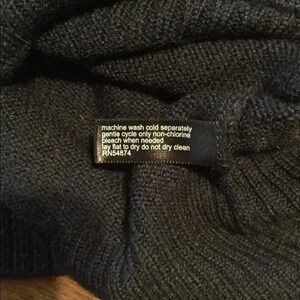 machine wash cold separately
gentle cycle only non-chlorine
bleach when needed
lay flat to dry do not dry clean
RN54874